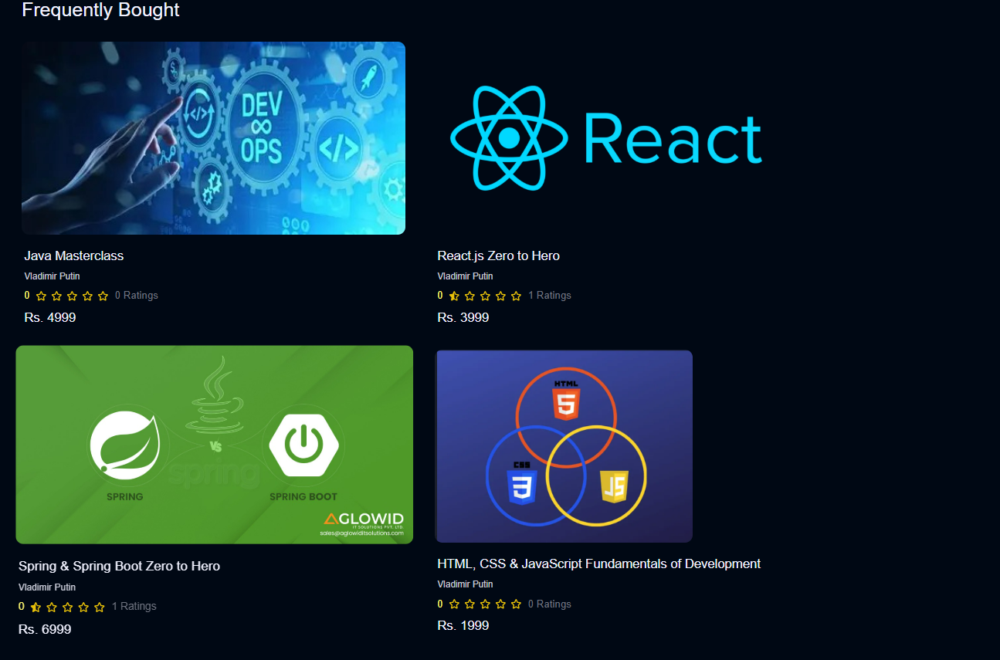 Frequently Bought
DEV
OPS
</>
</>
$
React
Java Masterclass
Vladimir Putin
0 0 Ratings
Rs. 4999
React.js Zero to Hero
Vladimir Putin
0 1 Ratings
Rs. 3999
VS
spring
SPRING
SPRING BOOT
AGLOWID
IT SOLUTIONS PVT. LTD.
sales@aglowiditsolutions.com
HTML
5
CSS
3
JS
Spring & Spring Boot Zero to Hero
Vladimir Putin
0 1 Ratings
Rs. 6999
HTML, CSS & JavaScript Fundamentals of Development
Vladimir Putin
0 0 Ratings
Rs. 1999